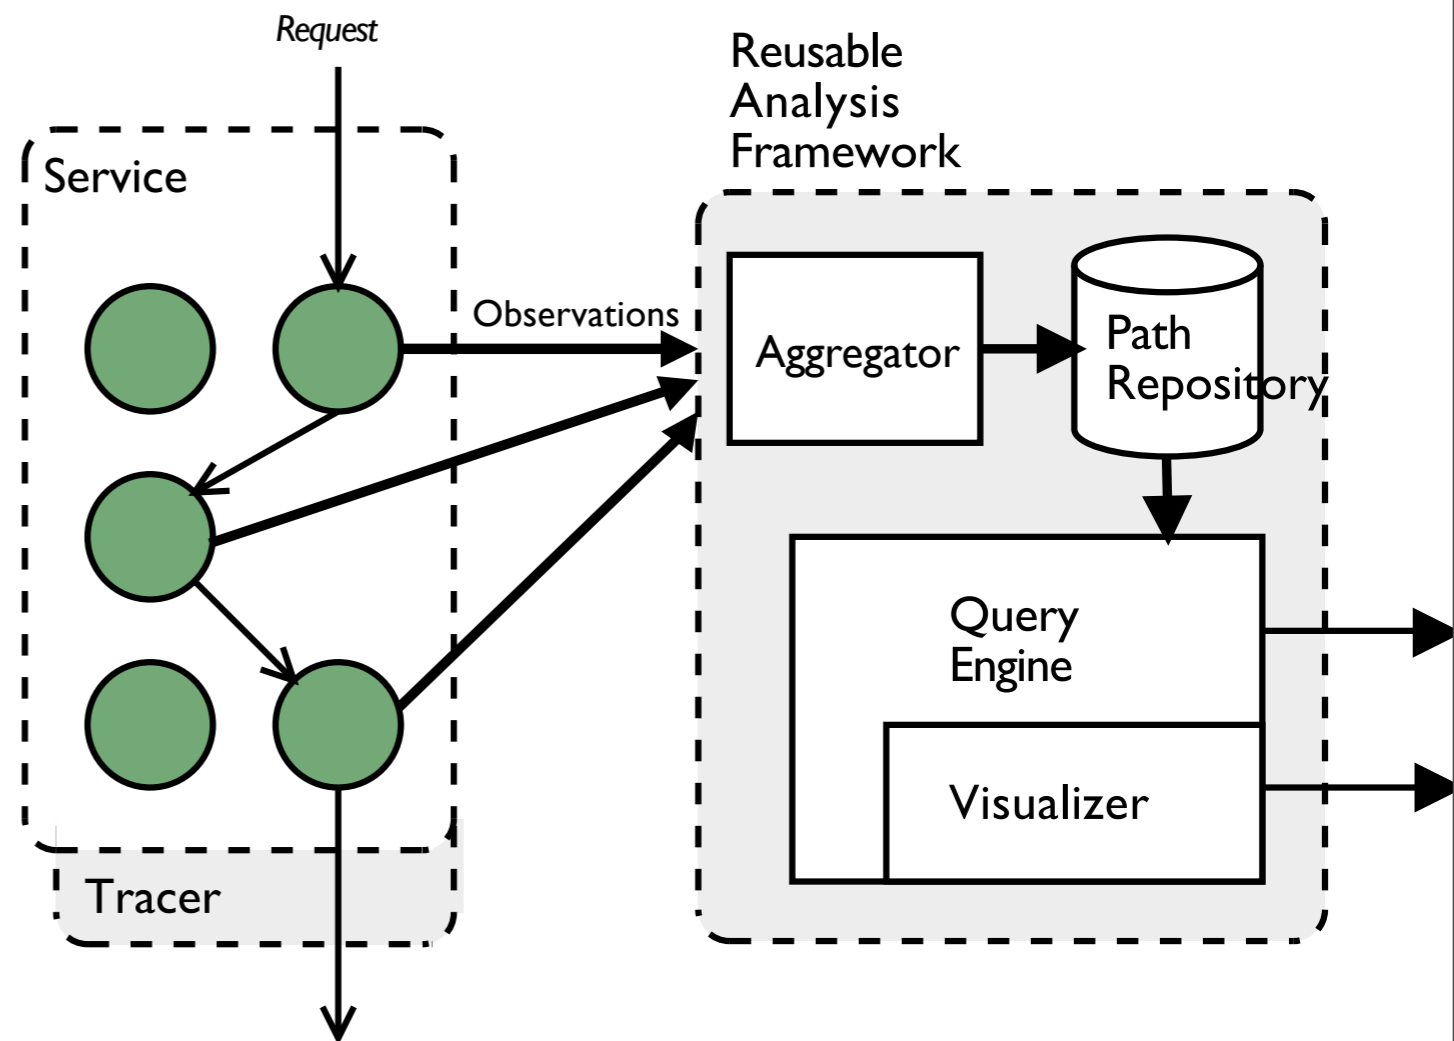 Request
Reusable
Analysis
Framework
Service
Observations
Aggregator
Path
Repository
Query
Engine
Visualizer
Tracer